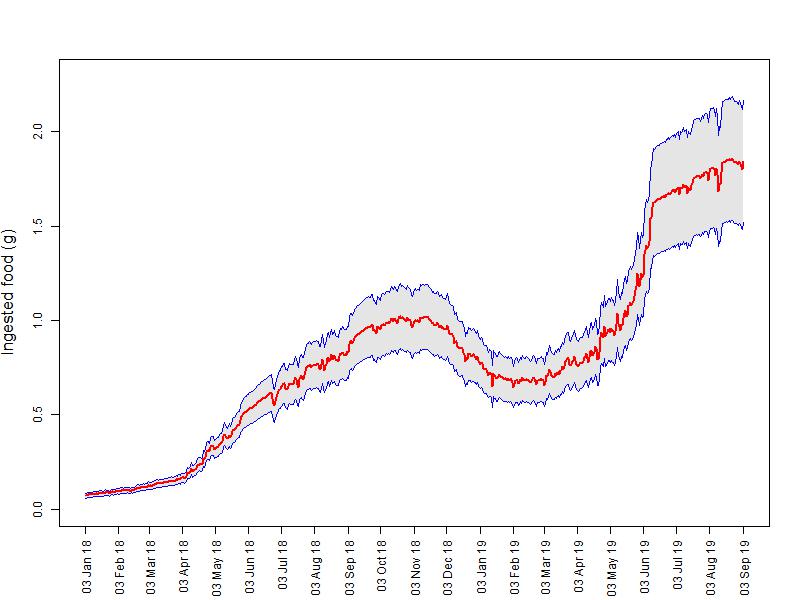 Ingested food (g)
2.0
1.5
1.0
0.5
0.0
03 Jan 18
03 Feb 18
03 Mar 18
03 Apr 18
03 May 18
03 Jun 18
03 Jul 18
03 Aug 18
03 Sep 18
03 Oct 18
03 Nov 18
03 Dec 18
03 Jan 19
03 Feb 19
03 Mar 19
03 Apr 19
03 May 19
03 Jun 19
03 Jul 19
03 Aug 19
03 Sep 19